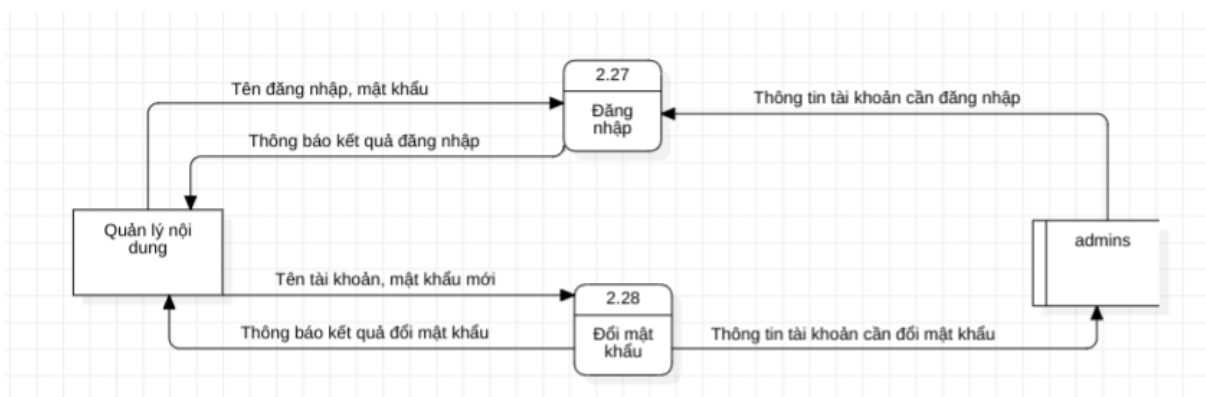 2.27
Tên đăng nhập, mật khẩu
Thông tin tài khoản cần đăng nhập
Đăng
nhập
Thông báo kết quả đăng nhập
Quản lý nội
dung
admins
Tên tài khoản, mật khẩu mới
2.28
Thông báo kết quả đổi mật khẩu
Đổi mật
khẩu
Thông tin tài khoản cần đổi mật khẩu